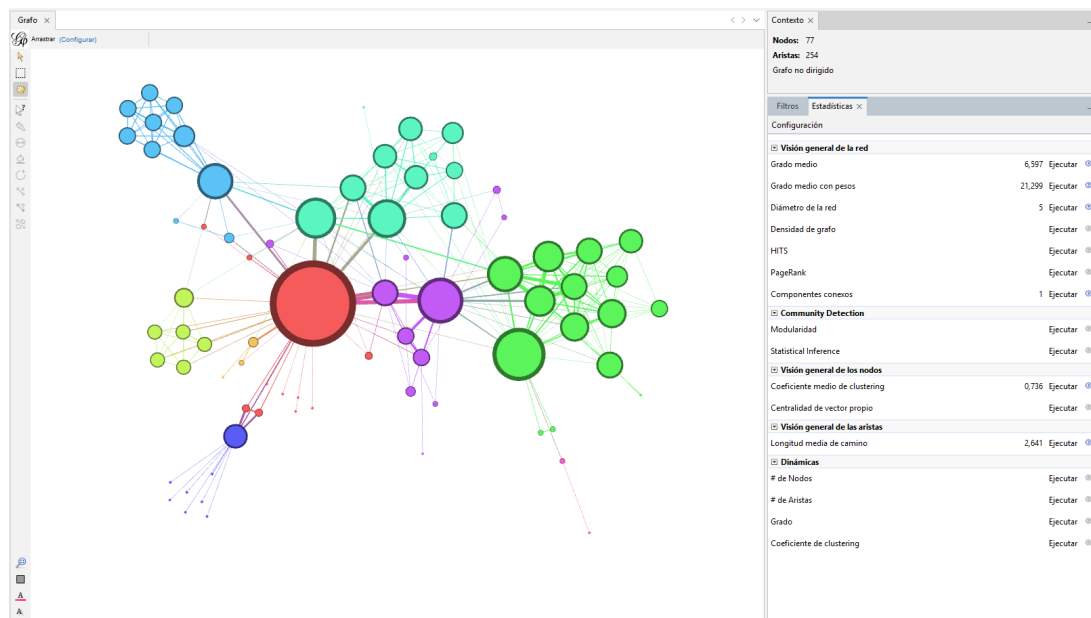 Grafo
Arrastrar (Configurar)
Contexto
Nodos: 77
Aristas: 254
Grafo no dirigido
Filtros Estadísticas
Configuración
Visión general de la red
Grado medio 6,597 Ejecutar
Grado medio con pesos 21,299 Ejecutar
Diámetro de la red 5 Ejecutar
Densidad de grafo Ejecutar
HITS Ejecutar
PageRank Ejecutar
Componentes conexos 1 Ejecutar
Community Detection
Modularidad Ejecutar
Statistical Inference Ejecutar
Visión general de los nodos
Coeficiente medio de clustering 0,736 Ejecutar
Centralidad de vector propio Ejecutar
Visión general de las aristas
Longitud media de camino 2,641 Ejecutar
Dinámicas
# de Nodos Ejecutar
# de Aristas Ejecutar
Grado Ejecutar
Coeficiente de clustering Ejecutar